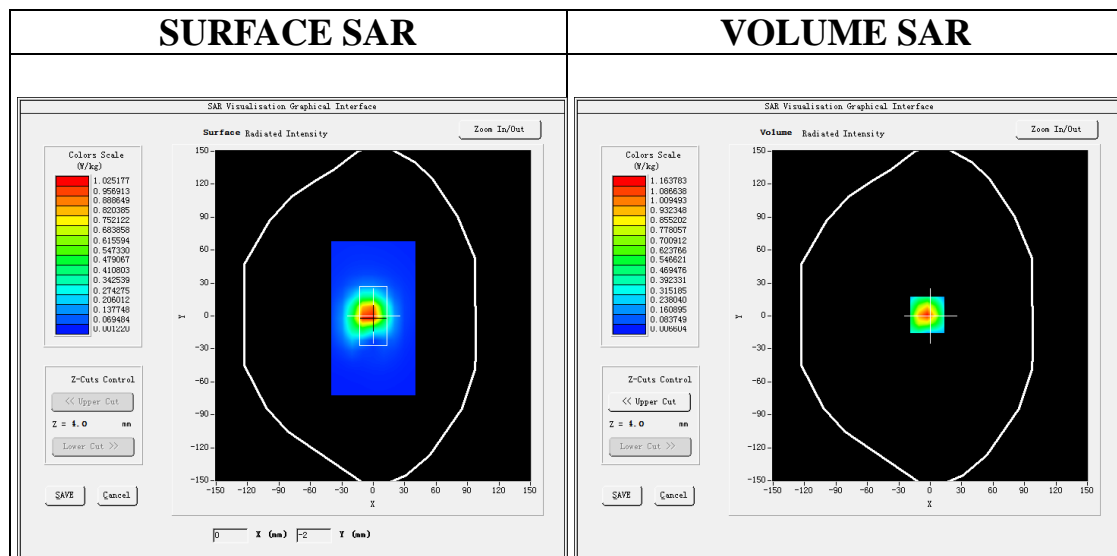 SURFACE SAR
VOLUME SAR
SAR Visualisation Graphical Interface
Surface Radiated Intensity
Zoom In/Out
Colors Scale
(W/kg)
1.025177
0.956913
0.888649
0.820385
0.752122
0.683858
0.615594
0.547330
0.479067
0.410803
0.342539
0.274275
0.206012
0.137748
0.069484
0.001220
150
120
90
60
30
0
-30
-60
-90
-120
-150
Y
-150 -120 -90 -60 -30 0 30 60 90 120 150
X
Z-Cuts Control
<< Upper Cut
Z = 4.0 mm
Lower Cut >>
SAVE Cancel
0 X (mm) -2 Y (mm)
SAR Visualisation Graphical Interface
Volume Radiated Intensity
Zoom In/Out
Colors Scale
(W/kg)
1.163783
1.086638
1.009493
0.932348
0.855202
0.778057
0.700912
0.623766
0.546621
0.469476
0.392331
0.315185
0.238040
0.160895
0.083749
0.006604
150
120
90
60
30
0
-30
-60
-90
-120
-150
Y
-150 -120 -90 -60 -30 0 30 60 90 120 150
X
Z-Cuts Control
<< Upper Cut
Z = 4.0 mm
Lower Cut >>
SAVE Cancel